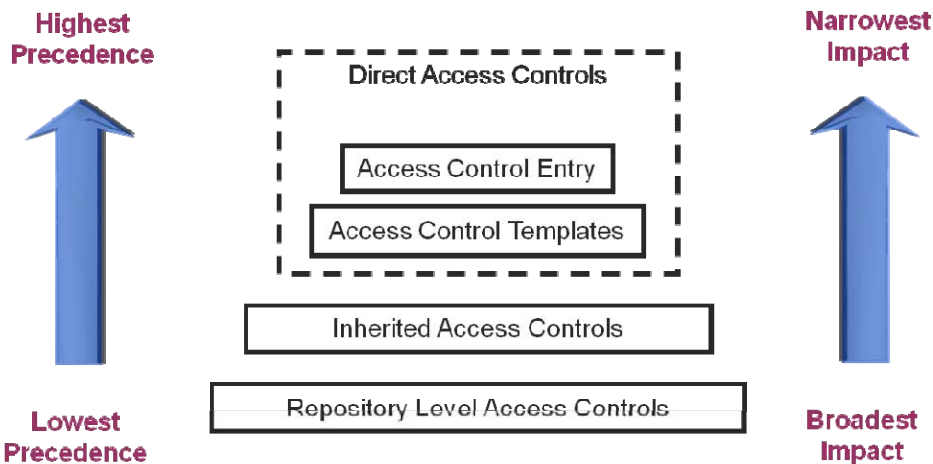 Highest
Precedence
Narrowest
Impact
Direct Access Controls
Access Control Entry
Access Control Templates
Inherited Access Controls
Repository Level Access Controls
Lowest
Precedence
Broadest
Impact